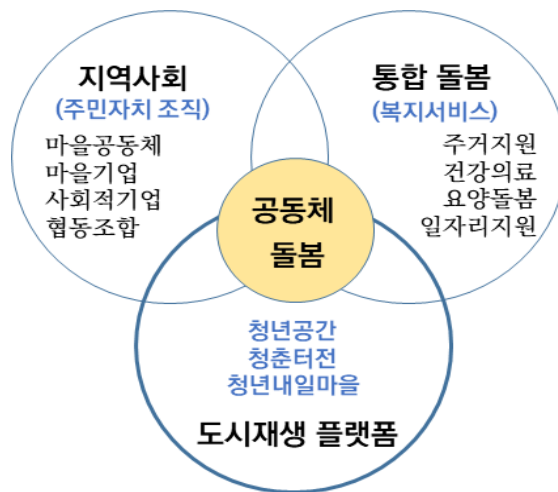 지역사회
(주민자치 조직)
마을공동체
마을기업
사회적기업
협동조합
통합 돌봄
(복지서비스)
주거지원
건강의료
요양돌봄
일자리지원
공동체
돌봄
청년공간
청춘터전
청년내일마을
도시재생 플랫폼